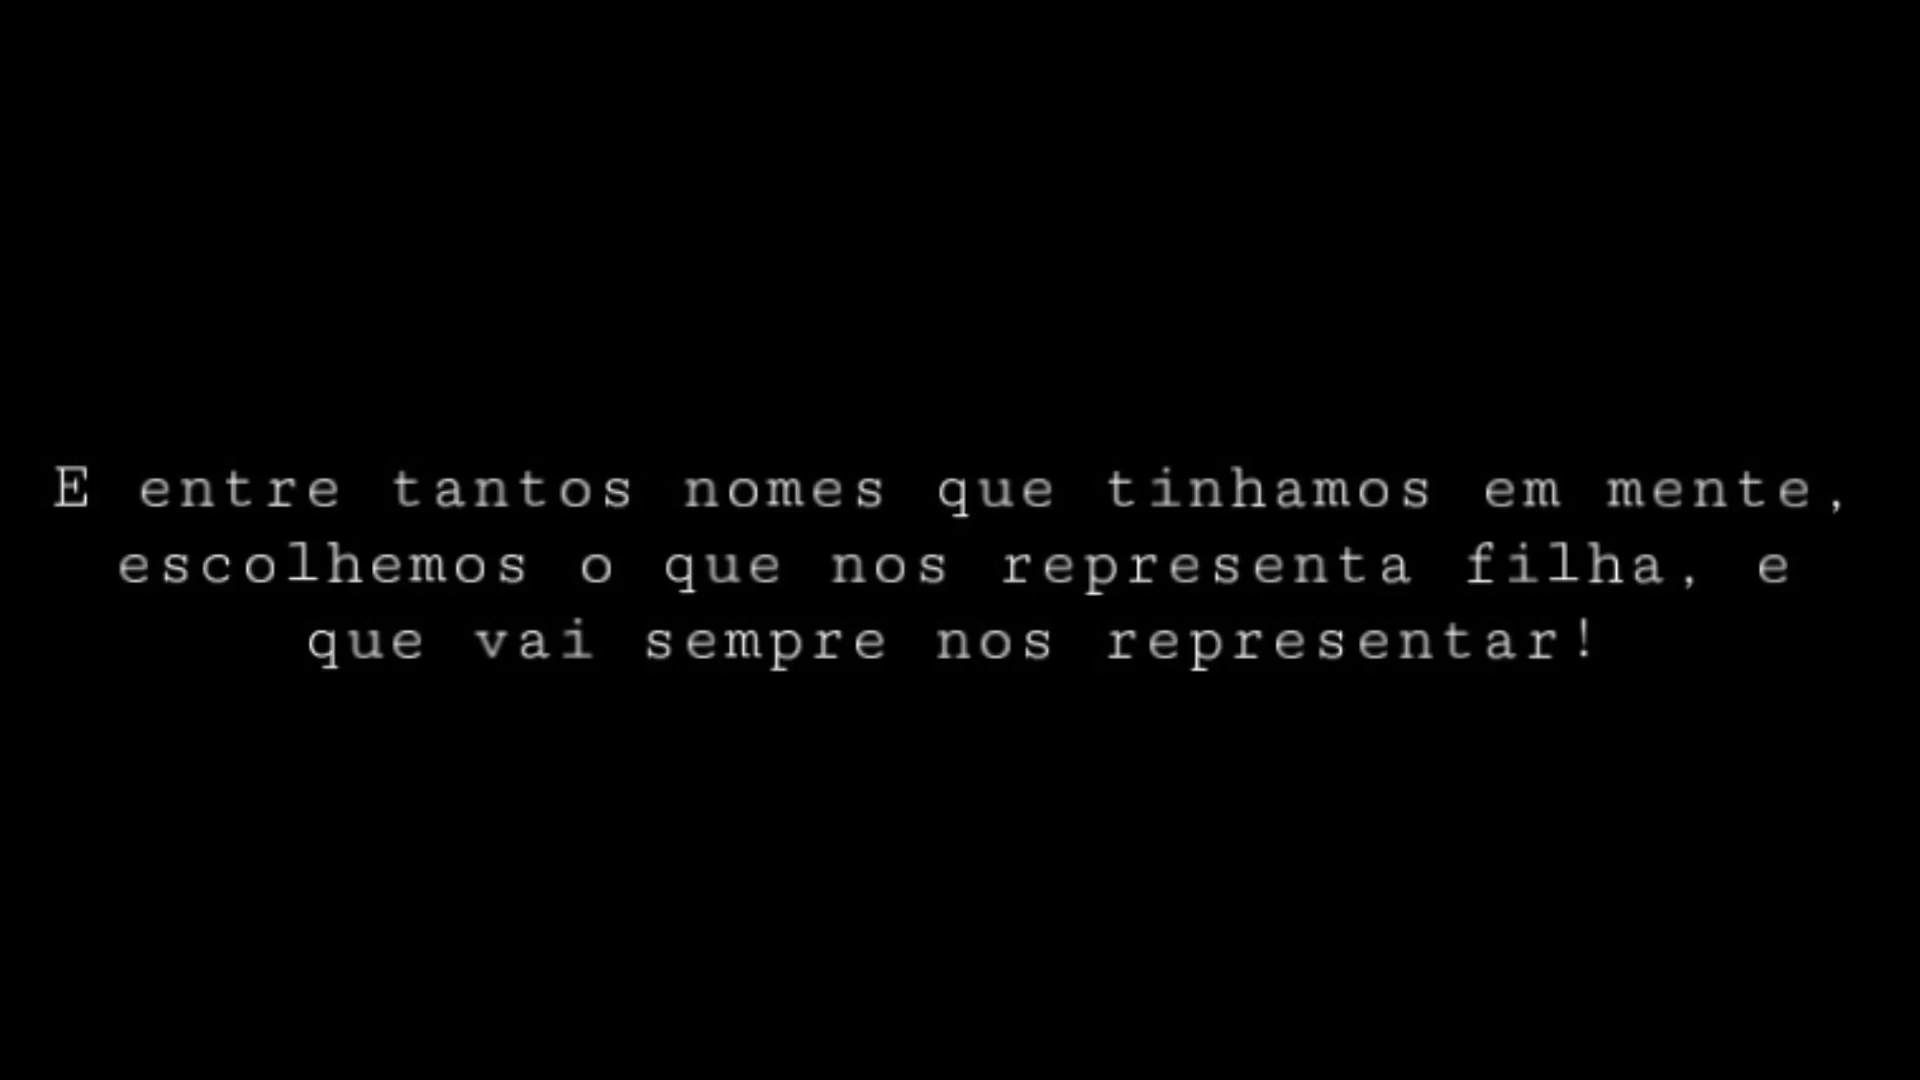 E entre tantos nomes que tinhamos em mente,
escolhemos o que nos representa filha, e
que vai sempre nos representar!